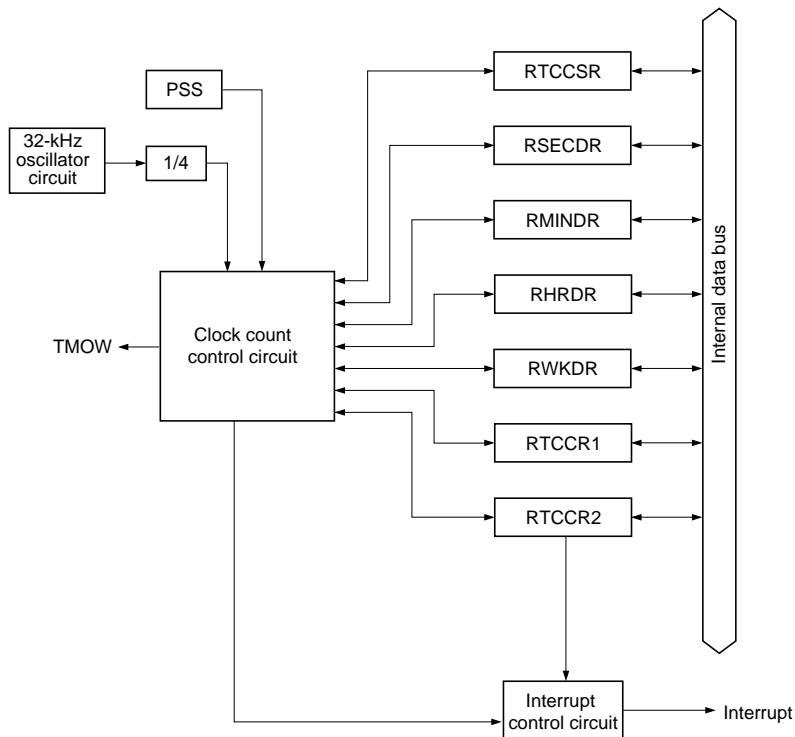 RTCCSR
PSS
32-kHz
oscillator
circuit
1/4
RSECDR
RMINDR
Internal data bus
RHRDR
Clock count
control circuit
TMOW
RWKDR
RTCCR1
RTCCR2
Interrupt
control circuit
Interrupt